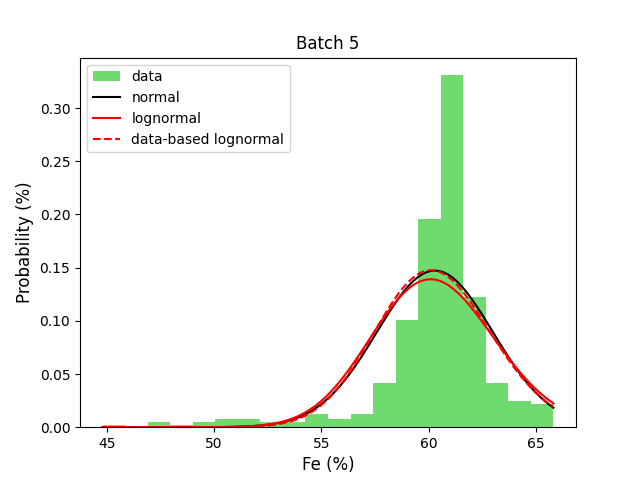 Batch 5
data
normal
lognormal
data-based lognormal
Probability (%)
0.30
0.25
0.20
0.15
0.10
0.05
0.00
45 50 55 60 65
Fe (%)